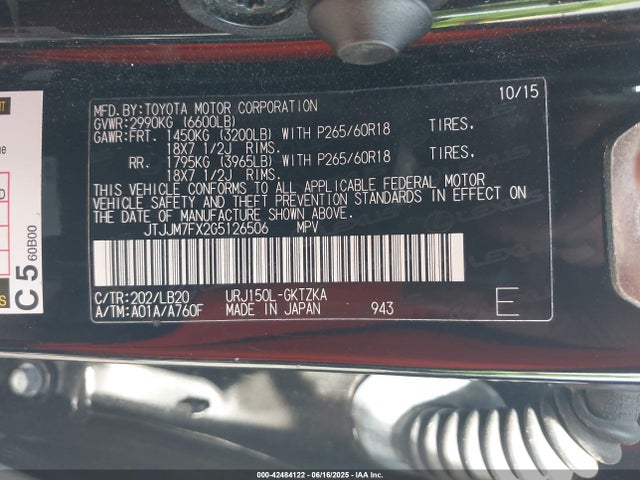 10/15
MFD.BY:TOYOTA MOTOR CORPORATION
GVWR:2990KG (6600LB)
GAWR:FRT. 1450KG (3200LB) WITH P265/60R18 TIRES.
18X7 1/2J RIMS.
RR. 1795KG (3965LB) WITH P265/60R18 TIRES.
18X7 1/2J RIMS.
THIS VEHICLE CONFORMS TO ALL APPLICABLE FEDERAL MOTOR
VEHICLE SAFETY AND THEFT PREVENTION STANDARDS IN EFFECT ON
THE DATE OF MANUFACTURE SHOWN ABOVE.
JTJJM7FX2G5126506 MPV
C/TR:202/LB20 URJ150L-GKTZKA
A/TM:A01A/A760F MADE IN JAPAN 943 E
C5
60B00
000-42484122 - 06/16/2025 - IAA Inc.